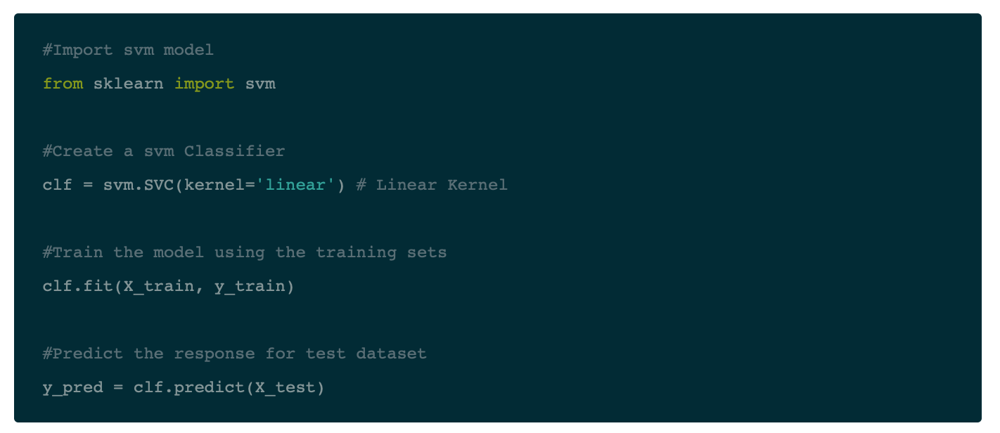 #Import svm model
from sklearn import svm
#Create a svm Classifier
clf = svm.SVC(kernel='linear') # Linear Kernel
#Train the model using the training sets
clf.fit(X_train, y_train)
#Predict the response for test dataset
y_pred = clf.predict(X_test)